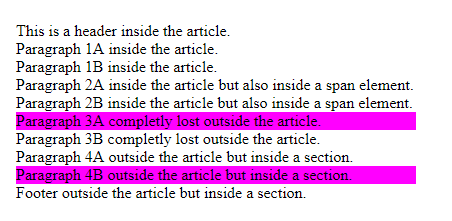 This is a header inside the article.
Paragraph 1A inside the article.
Paragraph 1B inside the article.
Paragraph 2A inside the article but also inside a span element.
Paragraph 2B inside the article but also inside a span element.
Paragraph 3A completly lost outside the article.
Paragraph 3B completly lost outside the article.
Paragraph 4A outside the article but inside a section.
Paragraph 4B outside the article but inside a section.
Footer outside the article but inside a section.